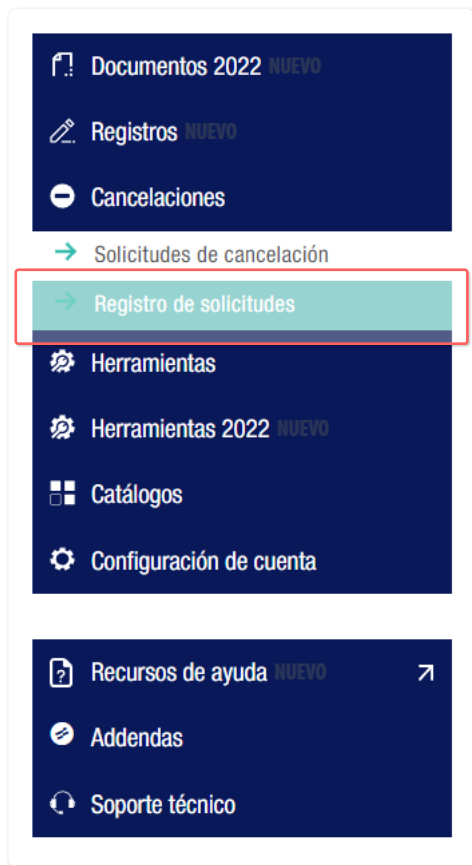 Documentos 2022 NUEVO
Registros NUEVO
Cancelaciones
Solicitudes de cancelación
Registro de solicitudes
Herramientas
Herramientas 2022 NUEVO
Catálogos
Configuración de cuenta
Recursos de ayuda NUEVO
Addendas
Soporte técnico